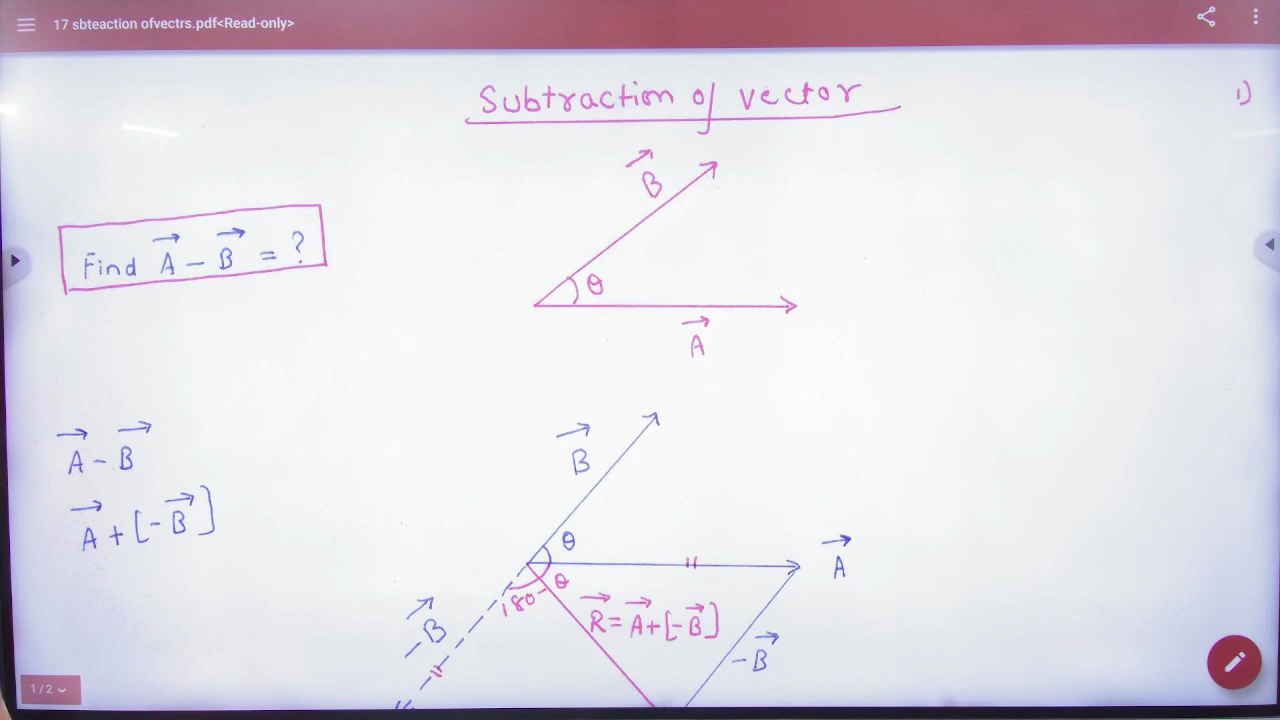 17 sbteaction ofvectrs.pdf<Read-only>
Subtraction of vector
1)
B⃗
Find A⃗ - B⃗ = ?
θ
A⃗
B⃗
A⃗ - B⃗
A⃗ + [-B⃗]
θ
A⃗
180-θ
R⃗ = A⃗ + [-B⃗]
-B⃗
-B⃗
1/2